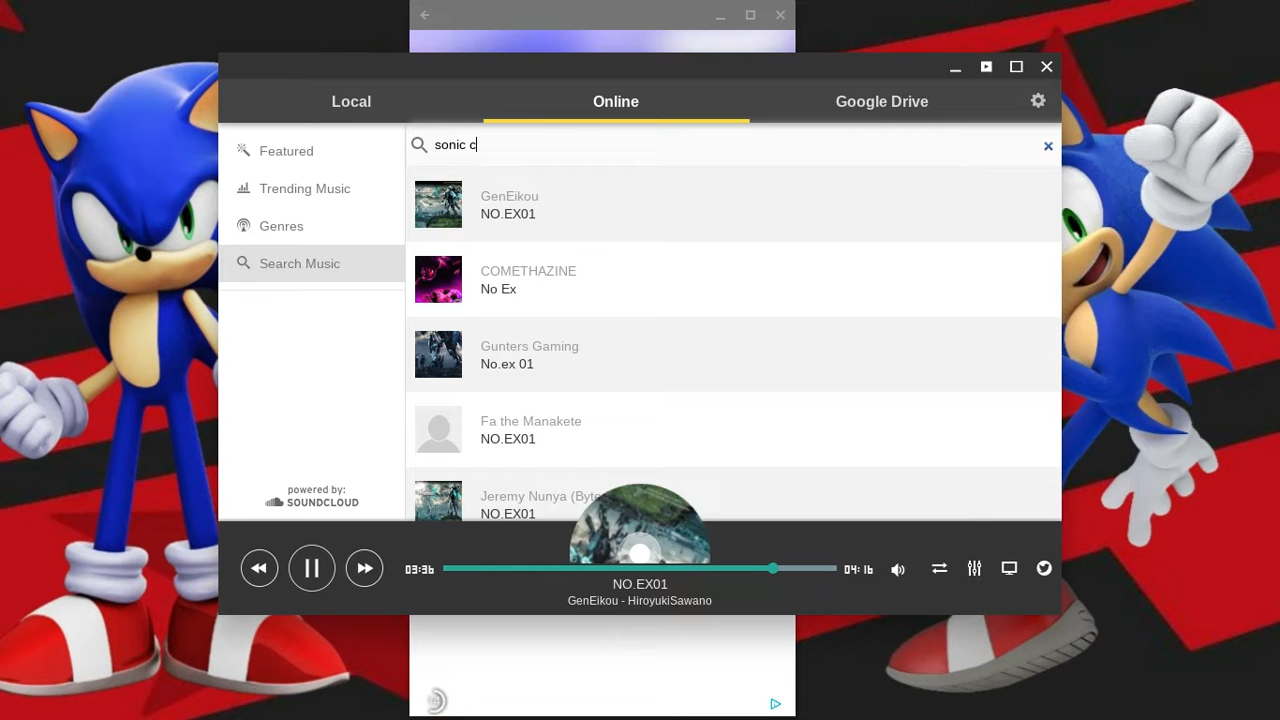 Local
Online
Google Drive
Featured
Trending Music
Genres
Search Music
powered by:
SOUNDCLOUD
sonic c
GenEikou
NO.EX01
COMETHAZINE
No Ex
Gunters Gaming
No.ex 01
Fa the Manakete
NO.EX01
Jeremy Nunya (Byte
NO.EX01
03:36
04:16
NO.EX01
GenEikou - HiroyukiSawano